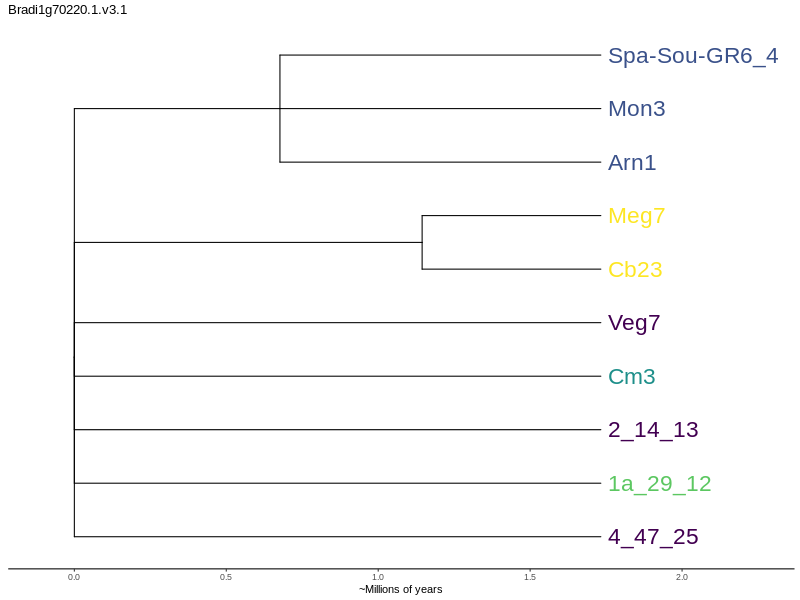 Bradi1g70220.1.v3.1
Spa-Sou-GR6_4
Mon3
Arn1
Meg7
Cb23
Veg7
Cm3
2_14_13
1a_29_12
4_47_25
0.0 0.5 1.0 1.5 2.0
~Millions of years